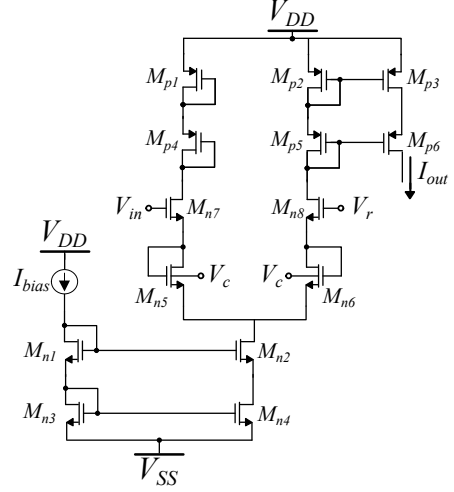 V_DD
M_p1
M_p2
M_p3
M_p4
M_p5
M_p6
I_out
V_in
M_n7
M_n8
V_r
V_DD
V_c
V_c
M_n5
M_n6
I_bias
M_n1
M_n2
M_n3
M_n4
V_SS